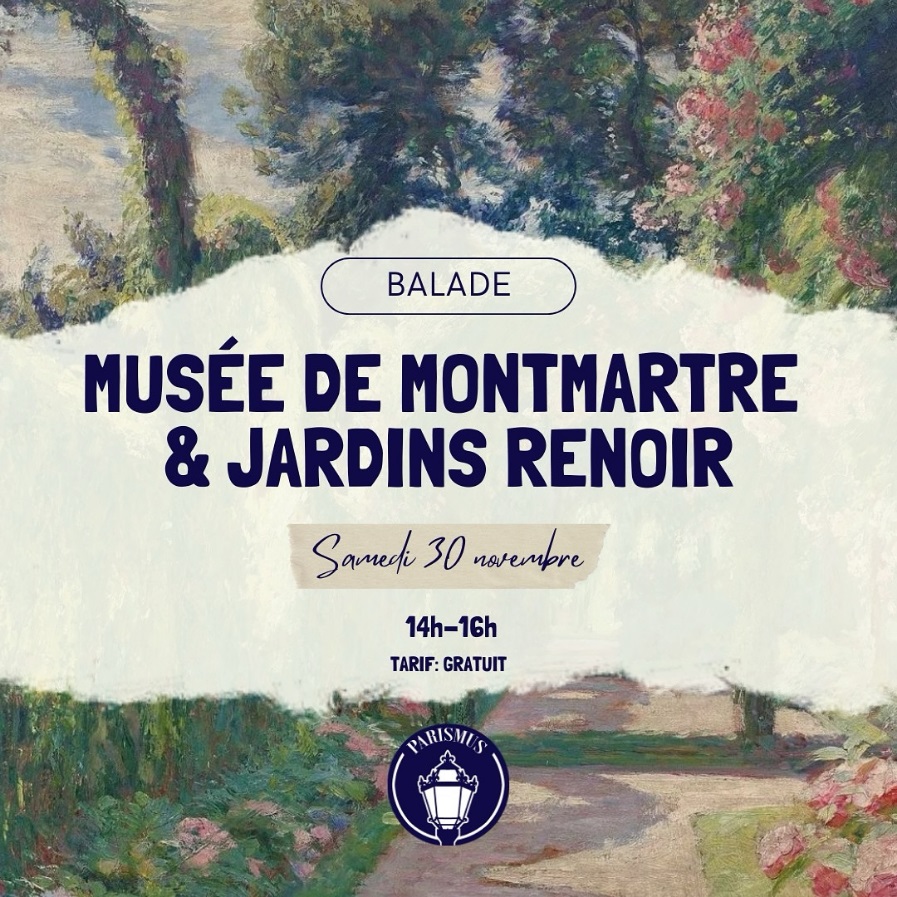 BALADE
MUSÉE DE MONTMARTRE
& JARDINS RENOIR
Samedi 30 novembre
14h-16h
TARIF: GRATUIT
PARISMUS